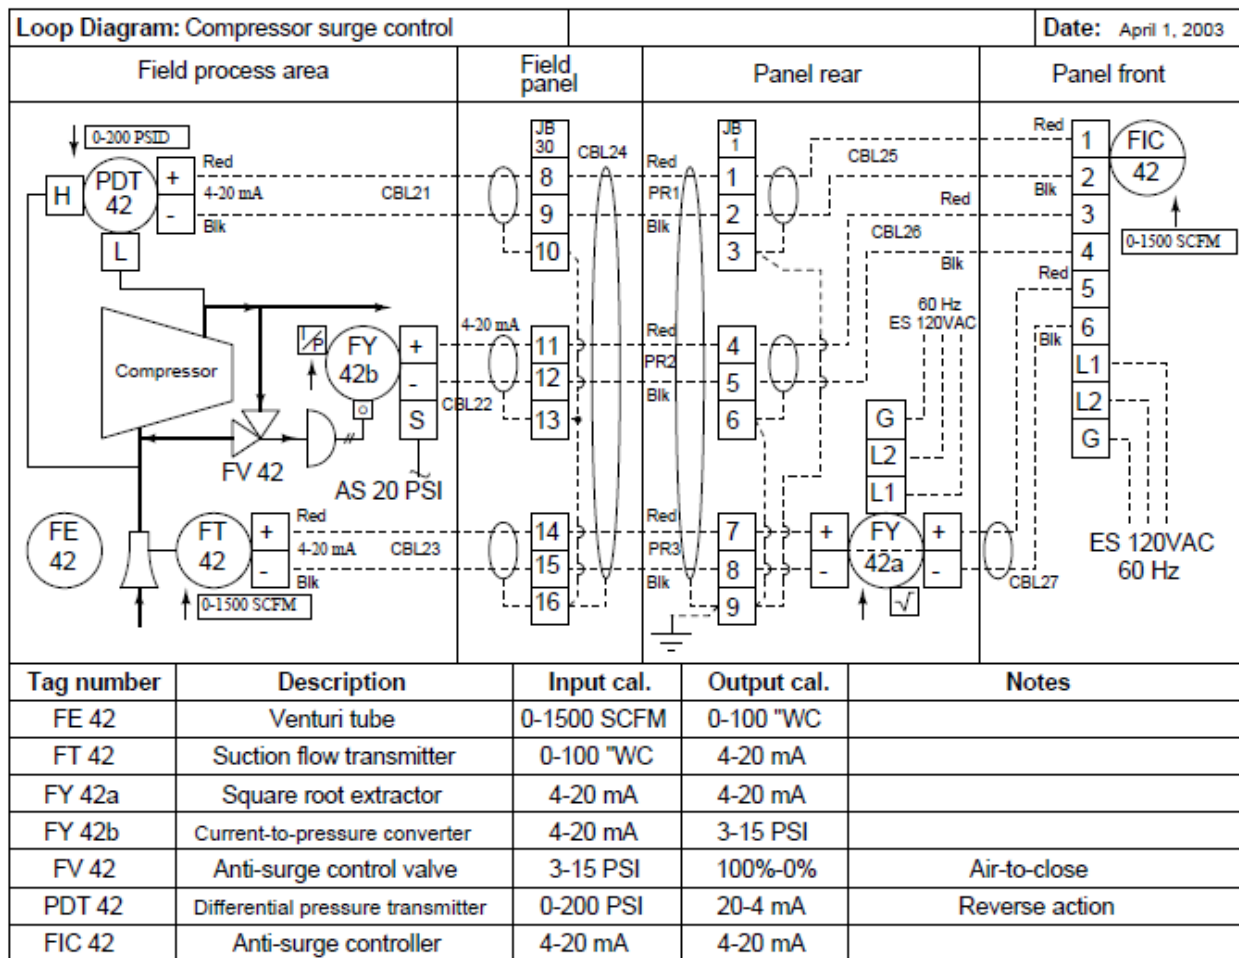 Loop Diagram: Compressor surge control
Date: April 1, 2003
Field process area
Field
panel
Panel rear
Panel front
0-200 PSID
H
PDT
42
L
+
-
Red
4-20 mA
Blk
CBL21
JB
30
8
9
10
CBL24
Red
PR1
Blk
JB
1
1
2
3
CBL25
Red
Blk
Red
CBL26
Blk
Red
Blk
1
2
3
4
5
6
L1
L2
G
FIC
42
0-1500 SCFM
Compressor
I
P
FY
42b
O
+
-
S
4-20 mA
CBL22
AS 20 PSI
FV 42
11
12
13
Red
PR2
Blk
4
5
6
60 Hz
ES 120VAC
G
L2
L1
FE
42
FT
42
+
-
Red
4-20 mA
Blk
CBL23
0-1500 SCFM
14
15
16
Red
PR3
Blk
7
8
9
+
-
FY
42a
√
+
-
CBL27
ES 120VAC
60 Hz
Tag number Description Input cal. Output cal. Notes
FE 42 Venturi tube 0-1500 SCFM 0-100 "WC
FT 42 Suction flow transmitter 0-100 "WC 4-20 mA
FY 42a Square root extractor 4-20 mA 4-20 mA
FY 42b Current-to-pressure converter 4-20 mA 3-15 PSI
FV 42 Anti-surge control valve 3-15 PSI 100%-0% Air-to-close
PDT 42 Differential pressure transmitter 0-200 PSI 20-4 mA Reverse action
FIC 42 Anti-surge controller 4-20 mA 4-20 mA